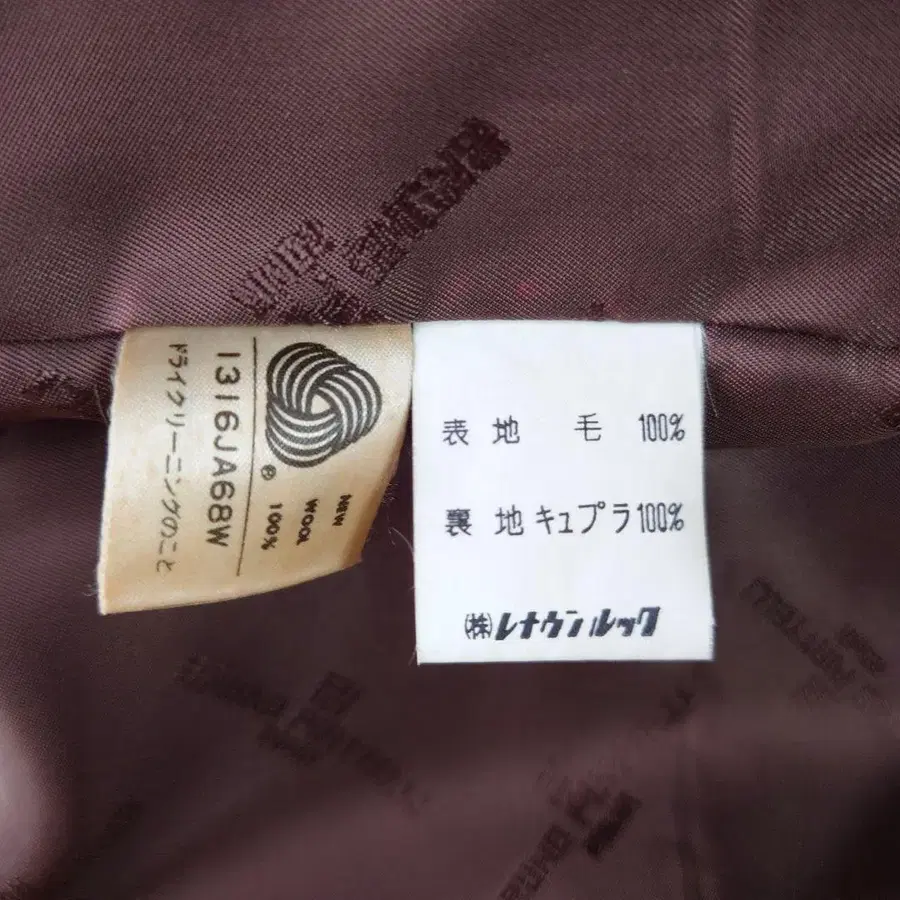 1316JA68W
ドライクリーニングのこと
®
NEW
WOOL
100%
表地 毛 100%
裏地 キュプラ 100%
㈱レナウンルック